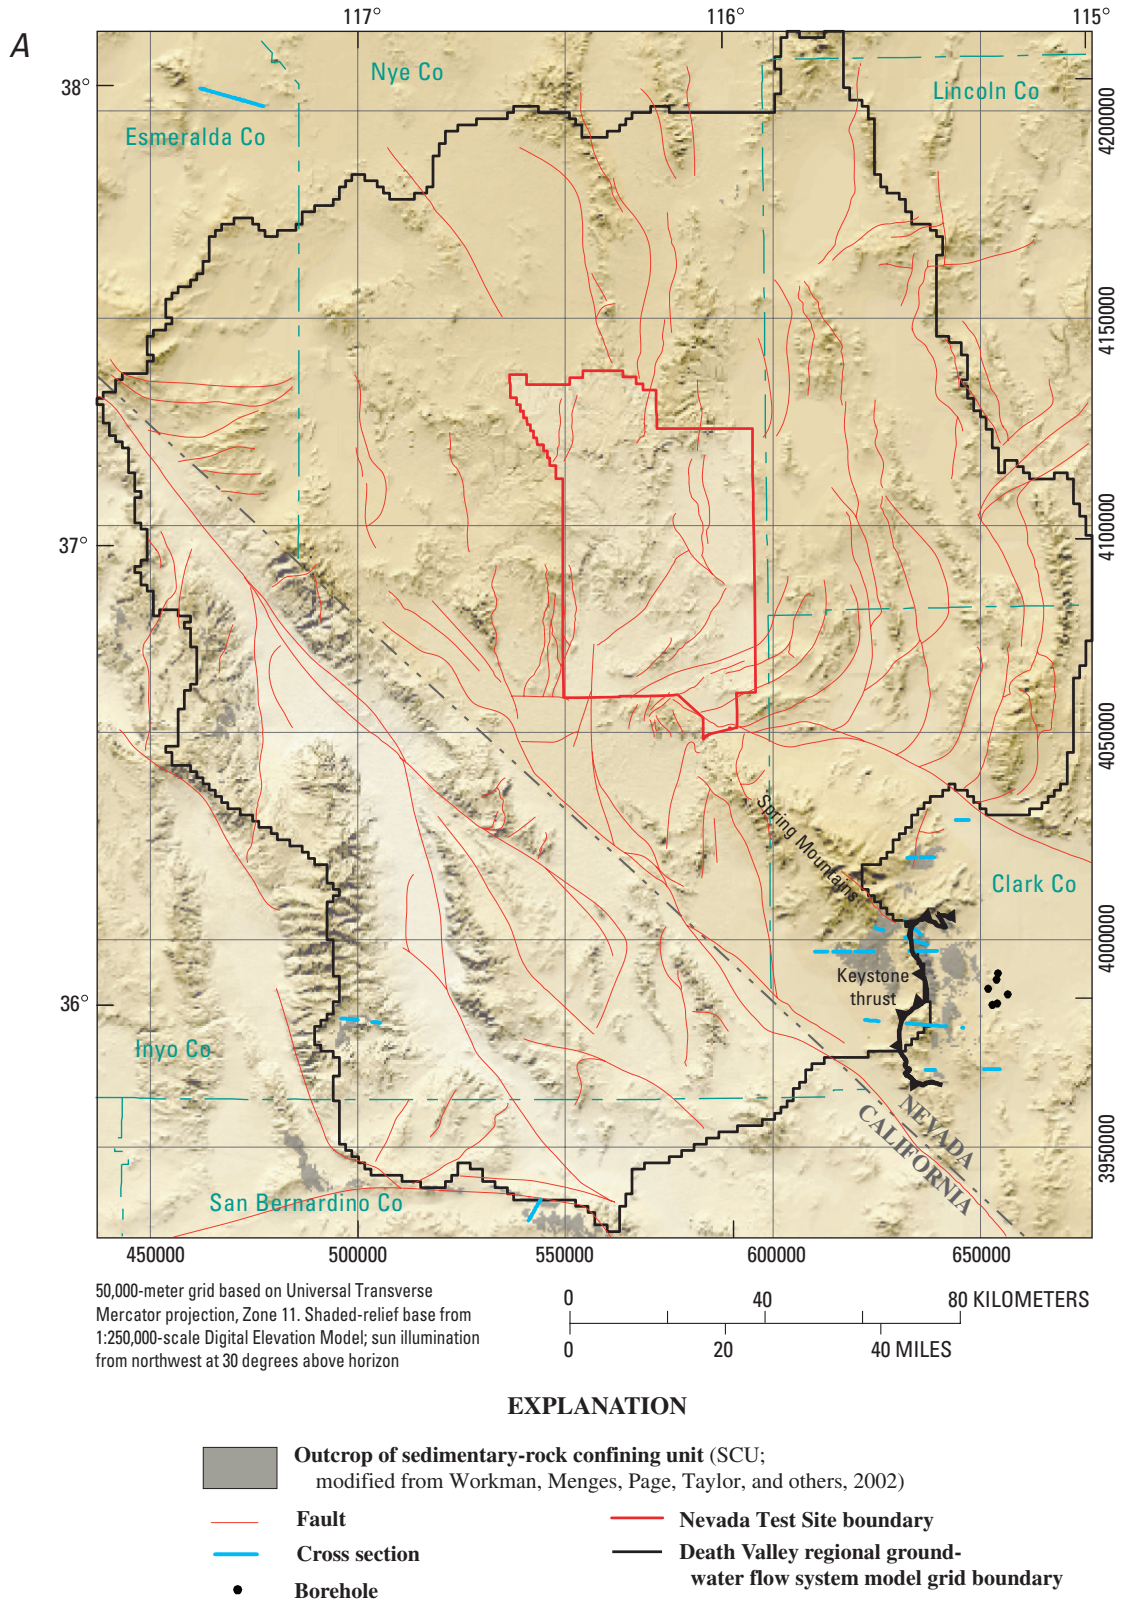 A
117°
116°
115°
38°
37°
36°
Nye Co
Lincoln Co
Esmeralda Co
Clark Co
Inyo Co
San Bernardino Co
Spring Mountains
Keystone
thrust
NEVADA
CALIFORNIA
4200000
4150000
4100000
4050000
4000000
3950000
450000
500000
550000
600000
650000
50,000-meter grid based on Universal Transverse
Mercator projection, Zone 11. Shaded-relief base from
1:250,000-scale Digital Elevation Model; sun illumination
from northwest at 30 degrees above horizon
0 40 80 KILOMETERS
0 20 40 MILES
EXPLANATION
Outcrop of sedimentary-rock confining unit (SCU;
modified from Workman, Menges, Page, Taylor, and others, 2002)
Fault
Cross section
Borehole
Nevada Test Site boundary
Death Valley regional ground-
water flow system model grid boundary